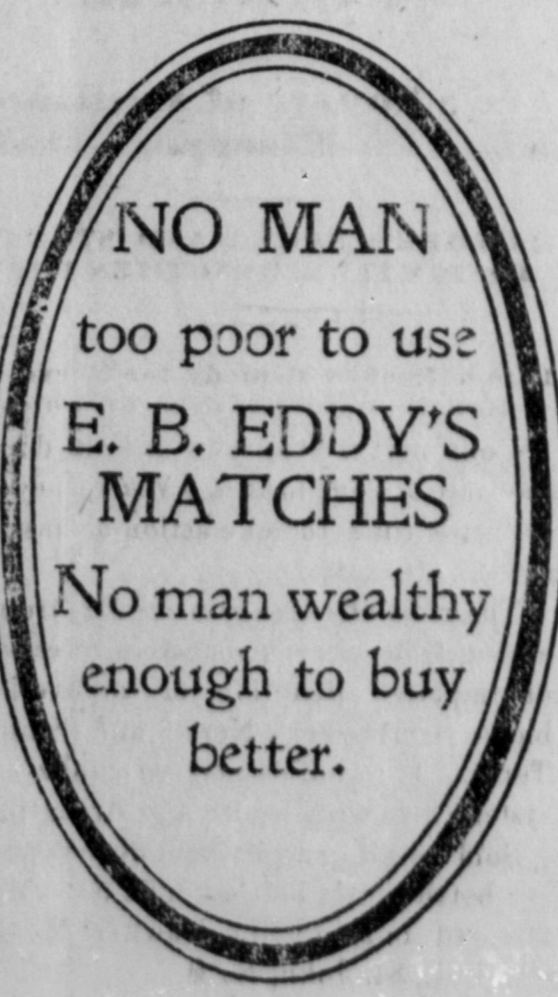 NO MAN
too poor to use
E. B. EDDY'S
MATCHES
No man wealthy
enough to buy
better.